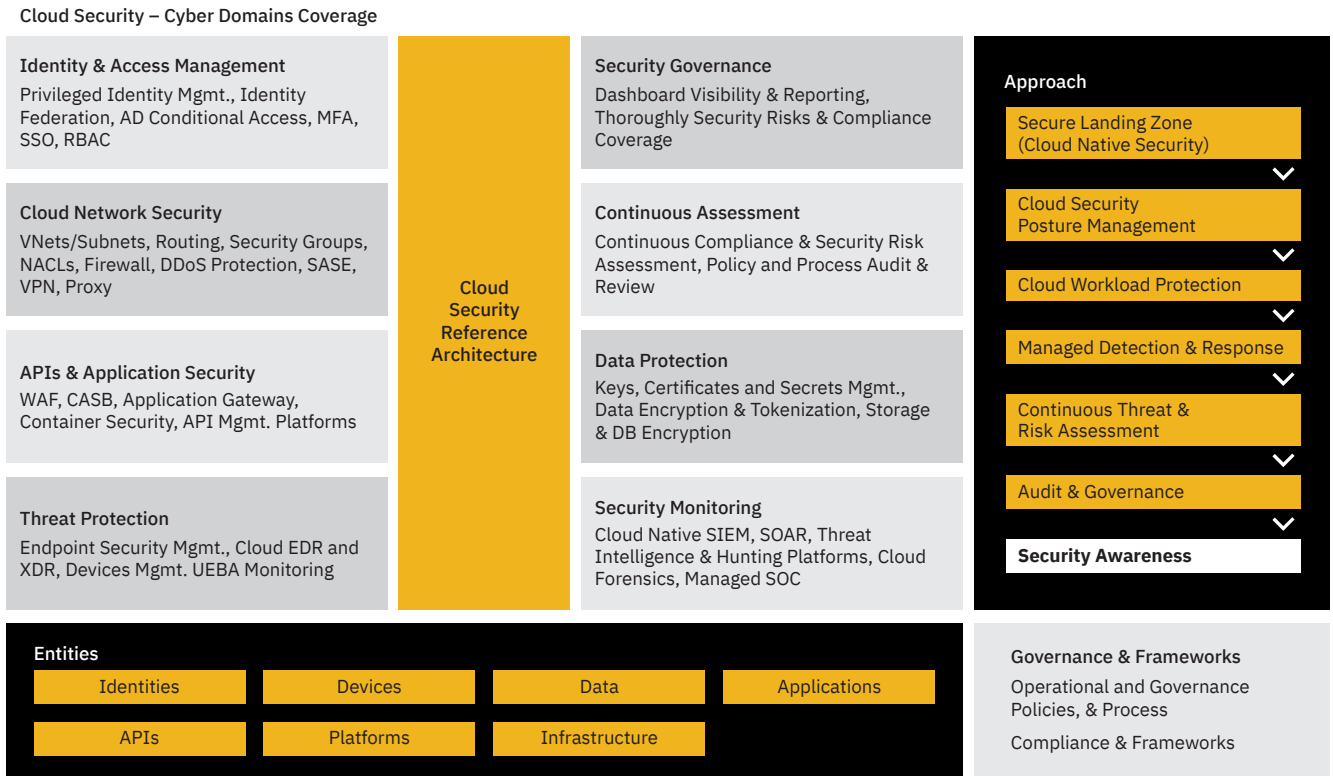 Cloud Security – Cyber Domains Coverage
Identity & Access Management
Privileged Identity Mgmt., Identity
Federation, AD Conditional Access, MFA,
SSO, RBAC
Cloud Network Security
VNets/Subnets, Routing, Security Groups,
NACLs, Firewall, DDoS Protection, SASE,
VPN, Proxy
APIs & Application Security
WAF, CASB, Application Gateway,
Container Security, API Mgmt. Platforms
Threat Protection
Endpoint Security Mgmt., Cloud EDR and
XDR, Devices Mgmt. UEBA Monitoring
Cloud
Security
Reference
Architecture
Security Governance
Dashboard Visibility & Reporting,
Thoroughly Security Risks & Compliance
Coverage
Continuous Assessment
Continuous Compliance & Security Risk
Assessment, Policy and Process Audit &
Review
Data Protection
Keys, Certificates and Secrets Mgmt.,
Data Encryption & Tokenization, Storage
& DB Encryption
Security Monitoring
Cloud Native SIEM, SOAR, Threat
Intelligence & Hunting Platforms, Cloud
Forensics, Managed SOC
Approach
Secure Landing Zone
(Cloud Native Security)
Cloud Security
Posture Management
Cloud Workload Protection
Managed Detection & Response
Continuous Threat &
Risk Assessment
Audit & Governance
Security Awareness
Entities
Identities
Devices
Data
Applications
APIs
Platforms
Infrastructure
Governance & Frameworks
Operational and Governance
Policies, & Process
Compliance & Frameworks